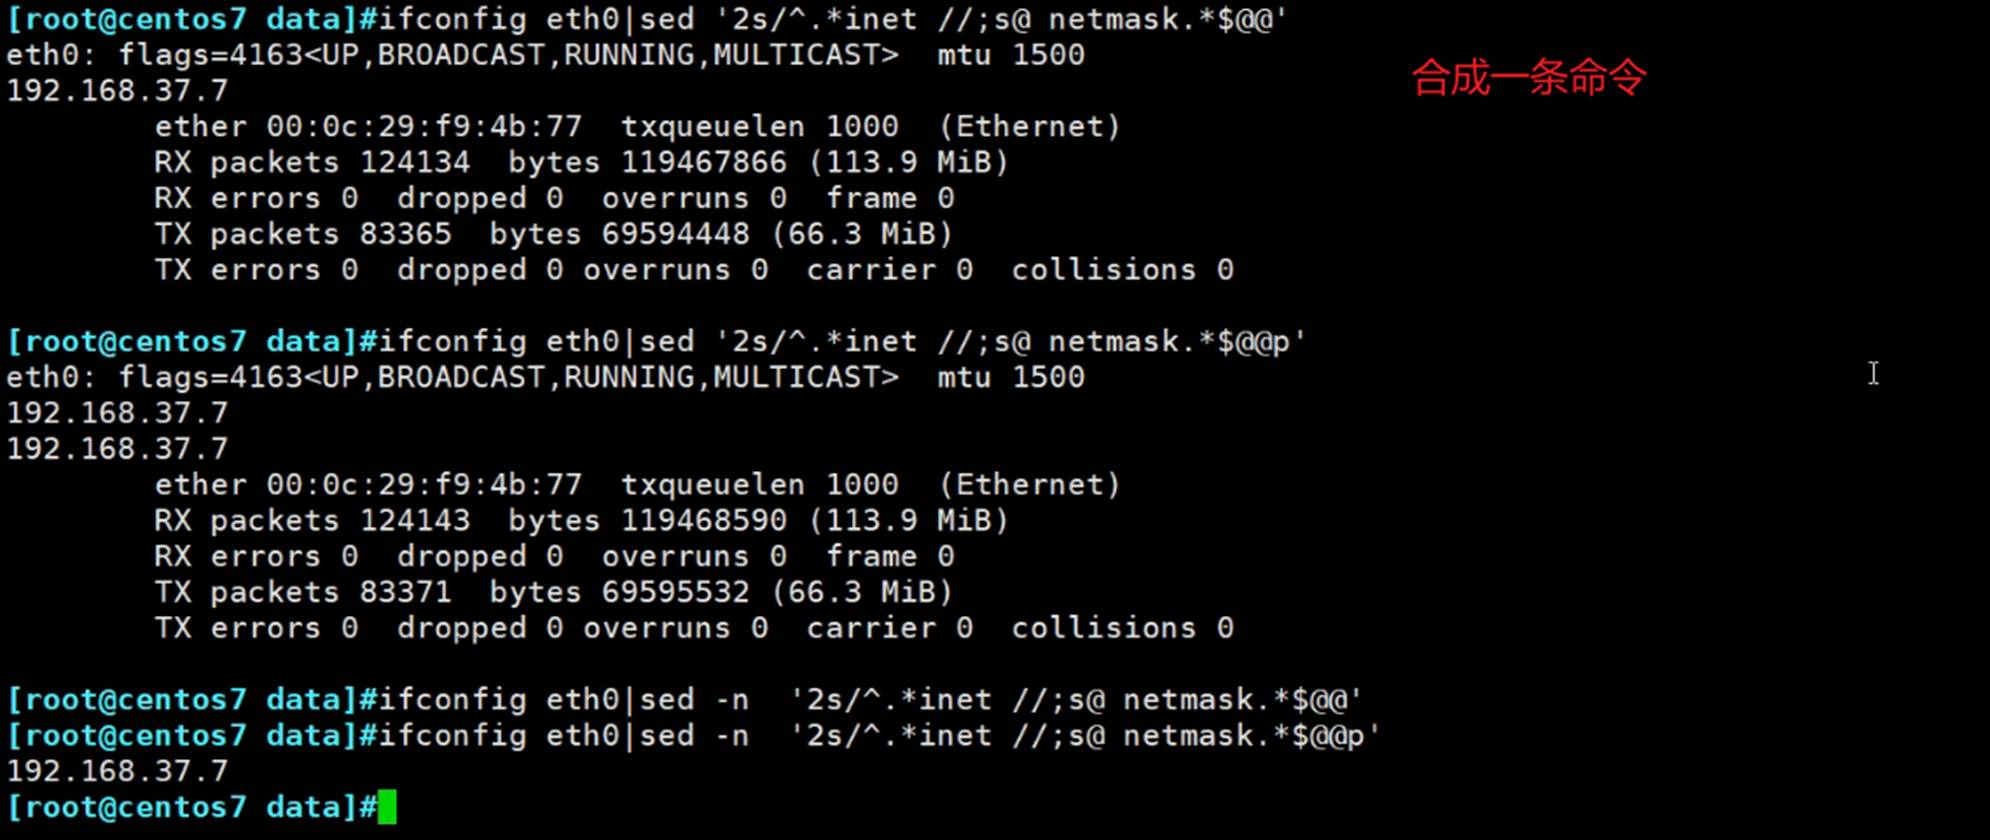 [root@centos7 data]#ifconfig eth0|sed '2s/^.*inet //;s@ netmask.*$@@'
eth0: flags=4163<UP,BROADCAST,RUNNING,MULTICAST>  mtu 1500
合成一条命令
192.168.37.7
        ether 00:0c:29:f9:4b:77  txqueuelen 1000  (Ethernet)
        RX packets 124134  bytes 119467866 (113.9 MiB)
        RX errors 0  dropped 0  overruns 0  frame 0
        TX packets 83365  bytes 69594448 (66.3 MiB)
        TX errors 0  dropped 0 overruns 0  carrier 0  collisions 0
[root@centos7 data]#ifconfig eth0|sed '2s/^.*inet //;s@ netmask.*$@@p'
eth0: flags=4163<UP,BROADCAST,RUNNING,MULTICAST>  mtu 1500
192.168.37.7
192.168.37.7
        ether 00:0c:29:f9:4b:77  txqueuelen 1000  (Ethernet)
        RX packets 124143  bytes 119468590 (113.9 MiB)
        RX errors 0  dropped 0  overruns 0  frame 0
        TX packets 83371  bytes 69595532 (66.3 MiB)
        TX errors 0  dropped 0 overruns 0  carrier 0  collisions 0
[root@centos7 data]#ifconfig eth0|sed -n  '2s/^.*inet //;s@ netmask.*$@@'
[root@centos7 data]#ifconfig eth0|sed -n  '2s/^.*inet //;s@ netmask.*$@@p'
192.168.37.7
[root@centos7 data]#